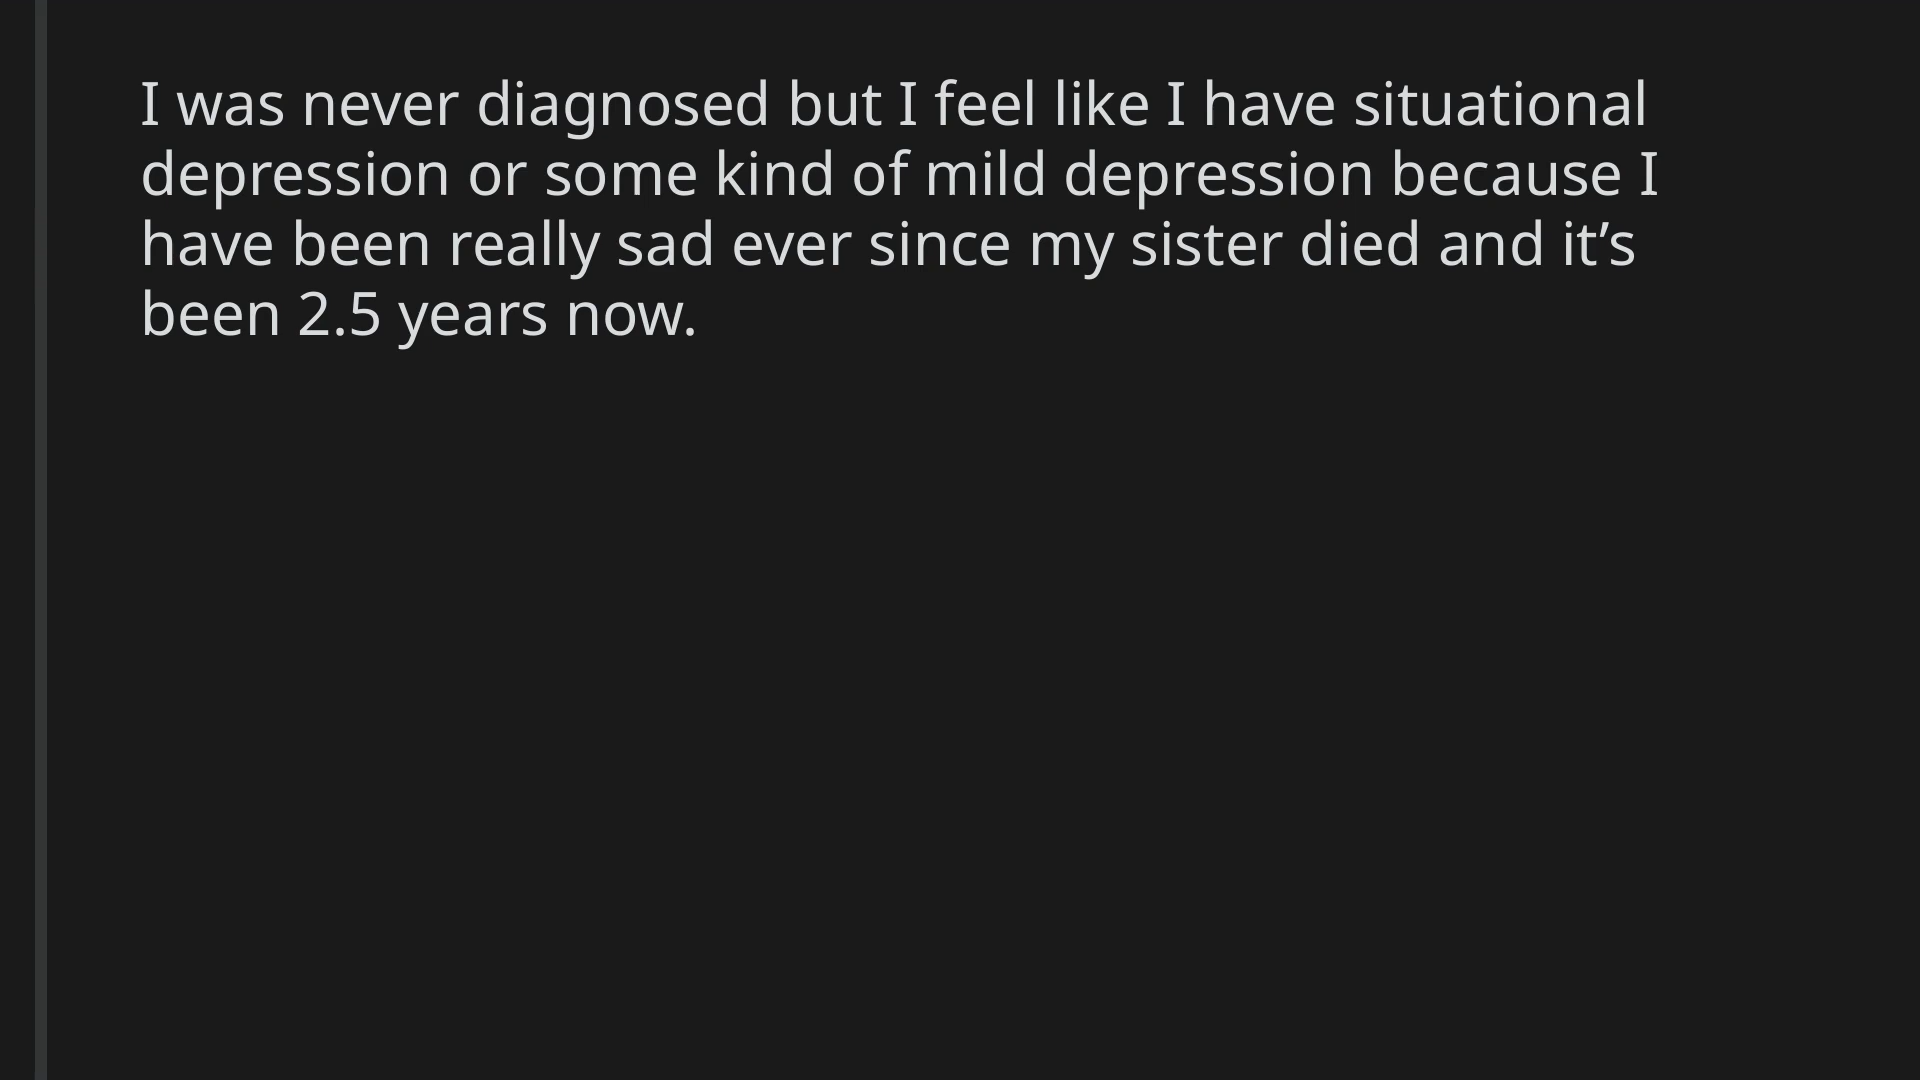 I was never diagnosed but I feel like I have situational
depression or some kind of mild depression because I
have been really sad ever since my sister died and it’s
been 2.5 years now.